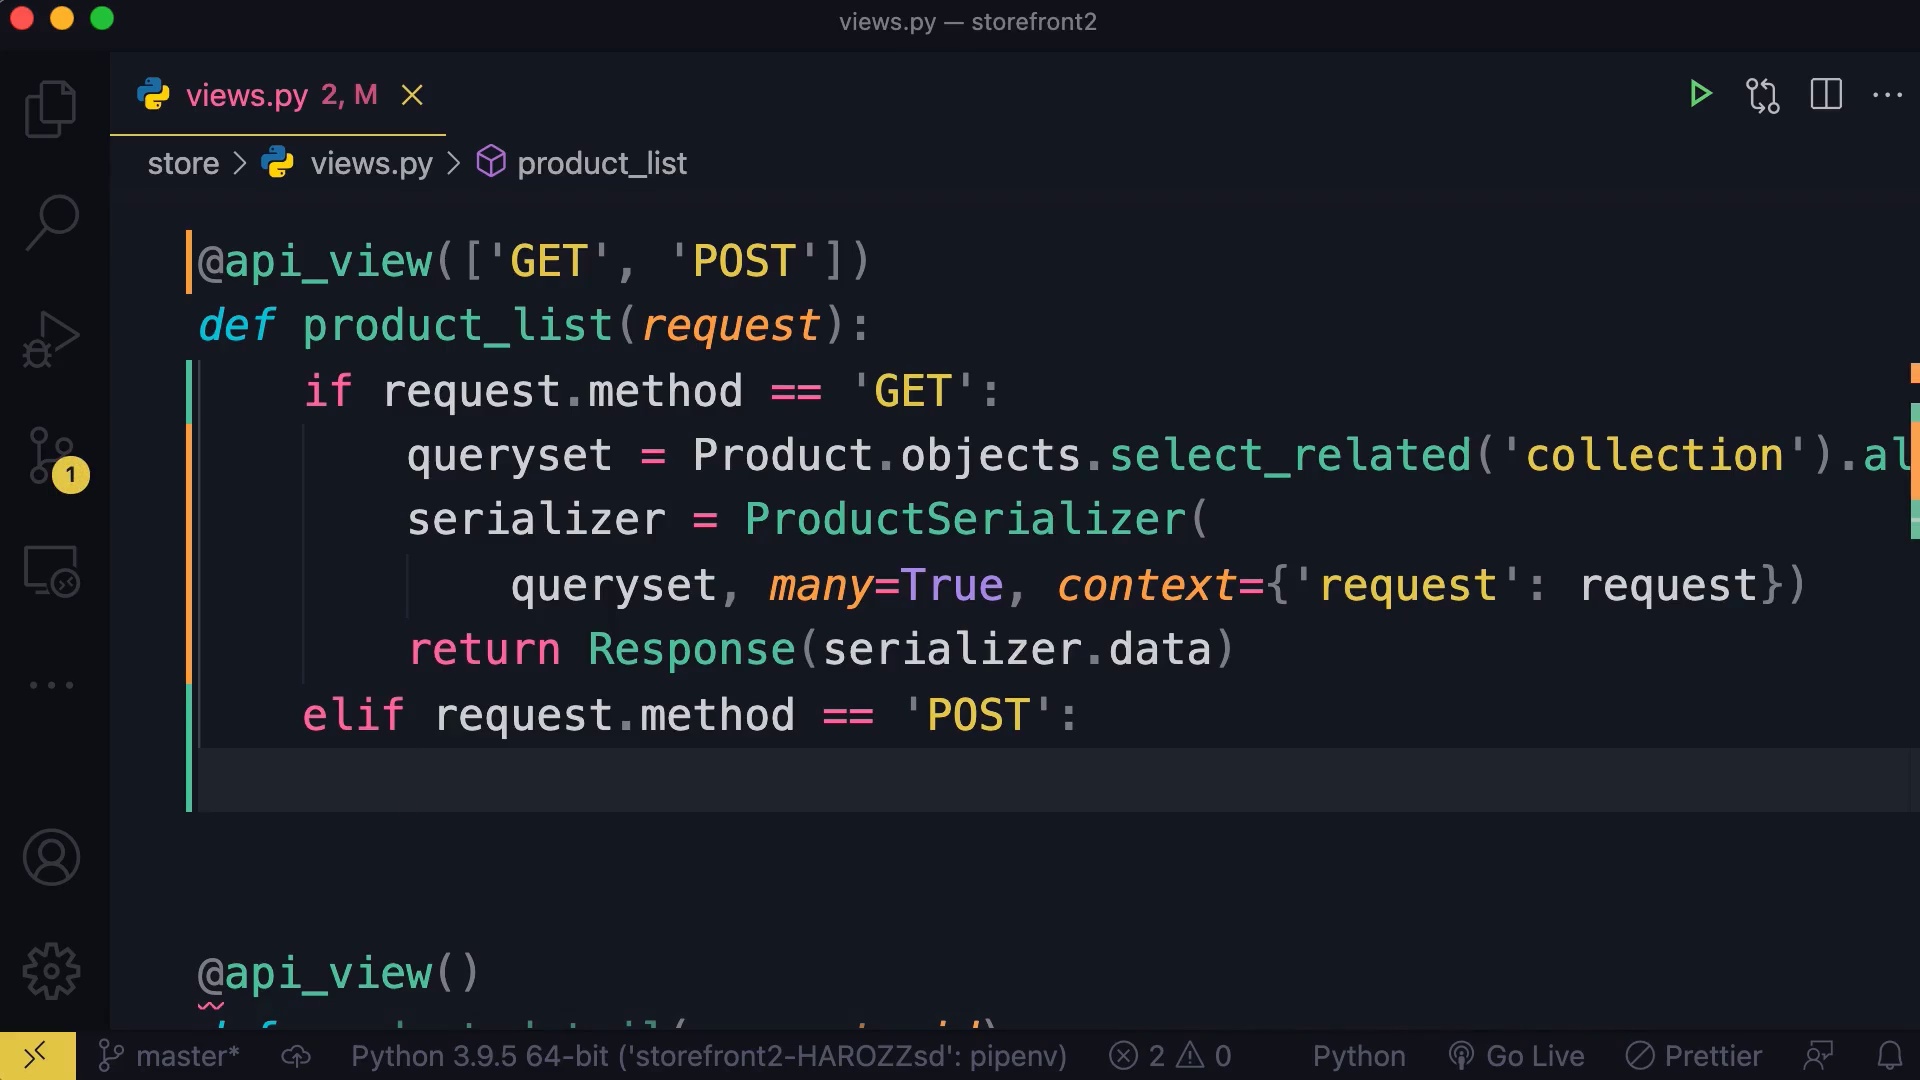 views.py — storefront2
views.py 2, M
store > views.py > product_list
@api_view(['GET', 'POST'])
def product_list(request):
if request.method == 'GET':
queryset = Product.objects.select_related('collection').al
serializer = ProductSerializer(
queryset, many=True, context={'request': request})
return Response(serializer.data)
elif request.method == 'POST':
1
@api_view()
master* Python 3.9.5 64-bit ('storefront2-HAROZZsd': pipenv) 2 0 Python Go Live Prettier